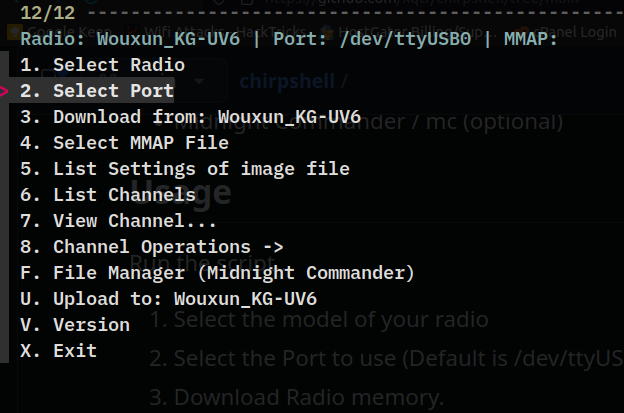 12/12 ------------------------------------------------
Radio: Wouxun_KG-UV6 | Port: /dev/ttyUSB0 | MMAP:
1. Select Radio
> 2. Select Port
3. Download from: Wouxun_KG-UV6
4. Select MMAP File
5. List Settings of image file
6. List Channels
7. View Channel...
8. Channel Operations ->
F. File Manager (Midnight Commander)
U. Upload to: Wouxun_KG-UV6
V. Version
X. Exit
chirpshell /
Midnight Commander / mc (optional)
Usage
Run the script
1. Select the model of your radio
2. Select the Port to use (Default is /dev/ttyUS
3. Download Radio memory.